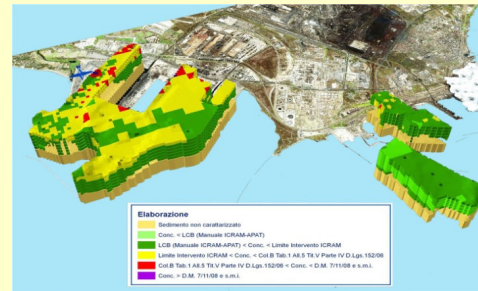 Elaborazione
Sedimento non caratterizzato
Conc. < LCB (Manuale ICRAM-APAT)
LCB (Manuale ICRAM-APAT) < Conc. < Limite Intervento ICRAM
Limite Intervento ICRAM < Conc. < Col.B Tab.1 All.5 Tit.V Parte IV D.Lgs.152/06
Col.B Tab.1 All.5 Tit.V Parte IV D.Lgs.152/06 < Conc. < D.M. 7/11/08 e s.m.i.
Conc. > D.M. 7/11/08 e s.m.i.